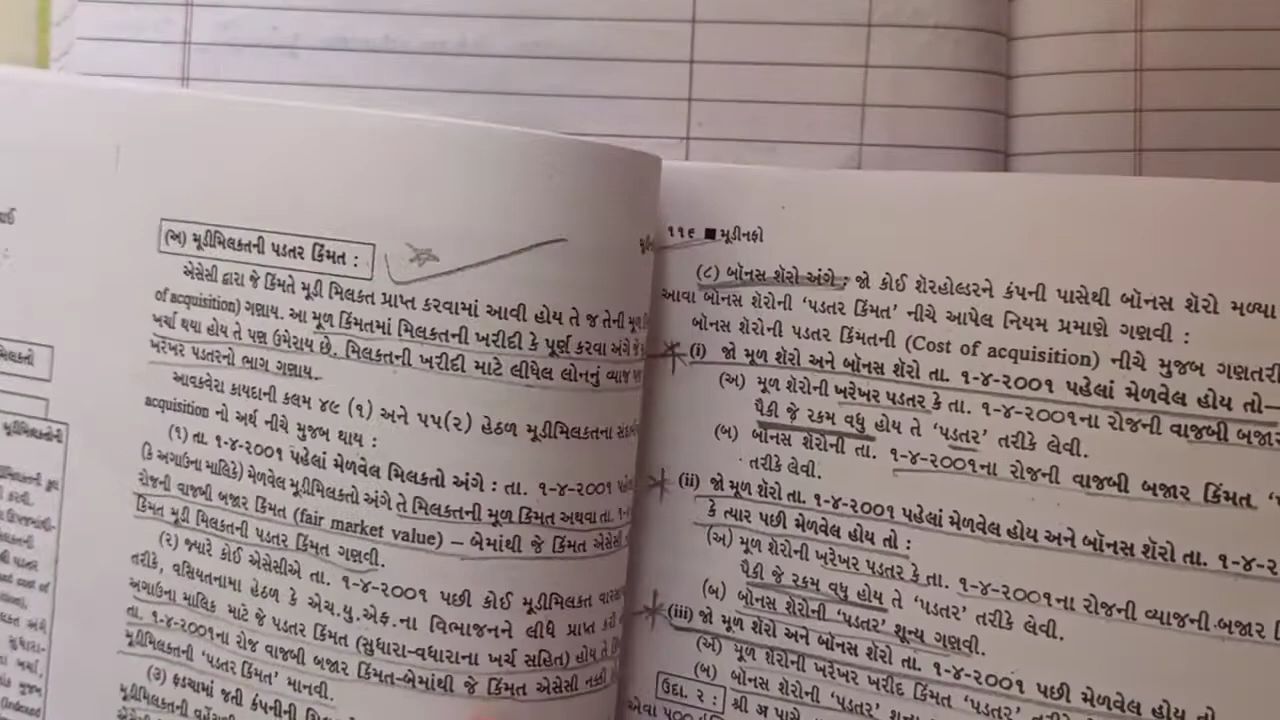 (અ) મૂડીમિલકતની પડતર કિંમત :
એસેસી દ્વારા જે કિંમતે મૂડી મિલકત પ્રાપ્ત કરવામાં આવી હોય તે જ તેની મૂળ
of acquisition) ગણાય. આ મૂળ કિંમતમાં મિલકતની ખરીદી કે પૂર્ણ કરવા અંગે જે
ખર્ચા થયા હોય તે પણ ઉમેરાય છે. મિલકતની ખરીદી માટે લીધેલ લોનનું વ્યાજ
ખરેખર પડતરનો ભાગ ગણાય.
આવકવેરા કાયદાની કલમ ૪૯ (૧) અને ૫૫(૨) હેઠળ મૂડીમિલકતના
acquisition નો અર્થ નીચે મુજબ થાય :
(૧) તા. ૧-૪-૨૦૦૧ પહેલાં મેળવેલ મિલકતો અંગે : તા. ૧-૪-૨૦૦૧
(કે અગાઉના માલિકે) મેળવેલ મૂડીમિલકતો અંગે તે મિલકતની મૂળ કિંમત અથવા તા.
રોજની વાજબી બજાર કિંમત (fair market value) – બેમાંથી જે કિંમત એસેસી
કિંમત મૂડી મિલકતની પડતર કિંમત ગણવી.
(૨) જ્યારે કોઈ એસેસીએ તા. ૧-૪-૨૦૦૧ પછી કોઈ મૂડીમિલકત
તરીકે, વસિયતનામા હેઠળ કે એચ.યુ.એફ.ના વિભાજનને લીધે પ્રાપ્ત કરી
અગાઉના માલિક માટે જે પડતર કિંમત (સુધારા-વધારાના ખર્ચ સહિત) હોય તે
તા. ૧-૪-૨૦૦૧ના રોજ વાજબી બજાર કિંમત-બેમાંથી જે કિંમત એસેસી નક્કી
મૂડીમિલકતની 'પડતર કિંમત' માનવી.
(૩) ફડચામાં જતી કંપનીની
મૂડીમિલકતની
૧૧૬ ■ મૂડીનફો
(૮) બૉનસ શૅરો અંગે : જો કોઈ શૅરહોલ્ડરને કંપની પાસેથી બૉનસ શૅરો મળ્યા
આવા બૉનસ શૅરોની 'પડતર કિંમત' નીચે આપેલ નિયમ પ્રમાણે ગણવી :
બૉનસ શૅરોની પડતર કિંમતની (Cost of acquisition) નીચે મુજબ ગણતરી
(i) જો મૂળ શૅરો અને બૉનસ શૅરો તા. ૧-૪-૨૦૦૧ પહેલાં મેળવેલ હોય તો–
(અ) મૂળ શૅરોની ખરેખર પડતર કે તા. ૧-૪-૨૦૦૧ના રોજની વાજબી બજાર
પૈકી જે રકમ વધુ હોય તે 'પડતર' તરીકે લેવી.
(બ) બૉનસ શૅરોની તા. ૧-૪-૨૦૦૧ના રોજની વાજબી બજાર કિંમત
તરીકે લેવી.
(ii) જો મૂળ શૅરો તા. ૧-૪-૨૦૦૧ પહેલાં મેળવેલ હોય અને બૉનસ શૅરો તા.
કે ત્યાર પછી મેળવેલ હોય તો :
(અ) મૂળ શૅરોની ખરેખર પડતર કે તા. ૧-૪-૨૦૦૧ના રોજની વ્યાજની બજાર
પૈકી જે રકમ વધુ હોય તે 'પડતર' તરીકે લેવી.
(બ) બૉનસ શૅરોની 'પડતર' શૂન્ય ગણવી.
(iii) જો મૂળ શૅરો અને બૉનસ શૅરો તા. ૧-૪-૨૦૦૧ પછી મેળવેલ હોય તો
(અ) મૂળ શૅરોની ખરેખર ખરીદ કિંમત 'પડતર'
(બ) બૉનસ શૅરોની 'પડતર'
ઉદા. ૨ : શ્રી અ પાસે